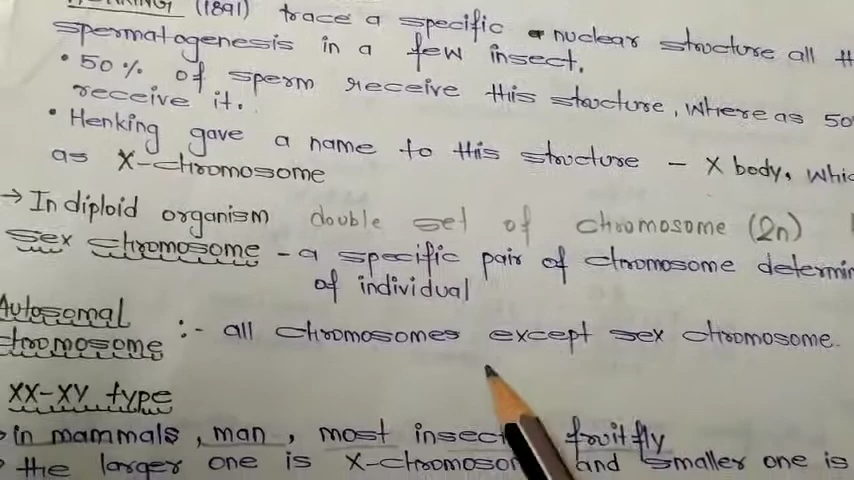 (1891) trace a specific nuclear structure all
spermatogenesis in a few insect.
• 50% of sperm receive this structure, whereas 50
receive it.
• Henking gave a name to this structure - X body,
as X-chromosome
→ In diploid organism double set of chromosome (2n)
Sex chromosome - a specific pair of chromosome
of individual
Autosomal
chromosome :- all chromosomes except sex chromosome.
XX-XY type
in mammals, man, most insect fruitfly
the larger one is X-chromosom and smaller one is